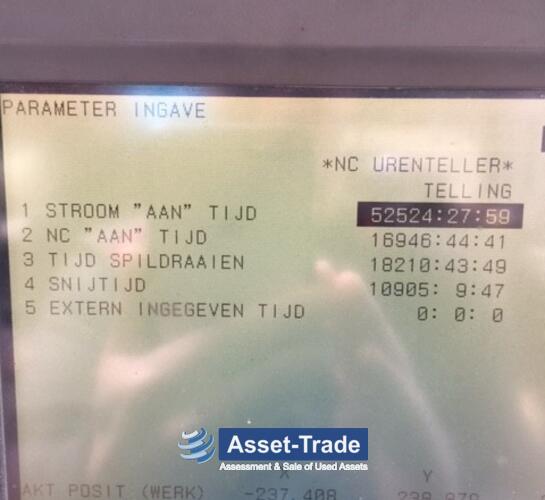 PARAMETER INGAVE
*NC URENTELLER*
TELLING
1 STROOM "AAN" TIJD 52524:27:59
2 NC "AAN" TIJD 16946:44:41
3 TIJD SPILDRAAIEN 18210:43:49
4 SNIJTIJD 10905: 9:47
5 EXTERN INGEGEVEN TIJD 0: 0: 0
Asset-Trade
Assessment & Sale of Used Assets
X Y
AKT POSIT (WERK) -237.408